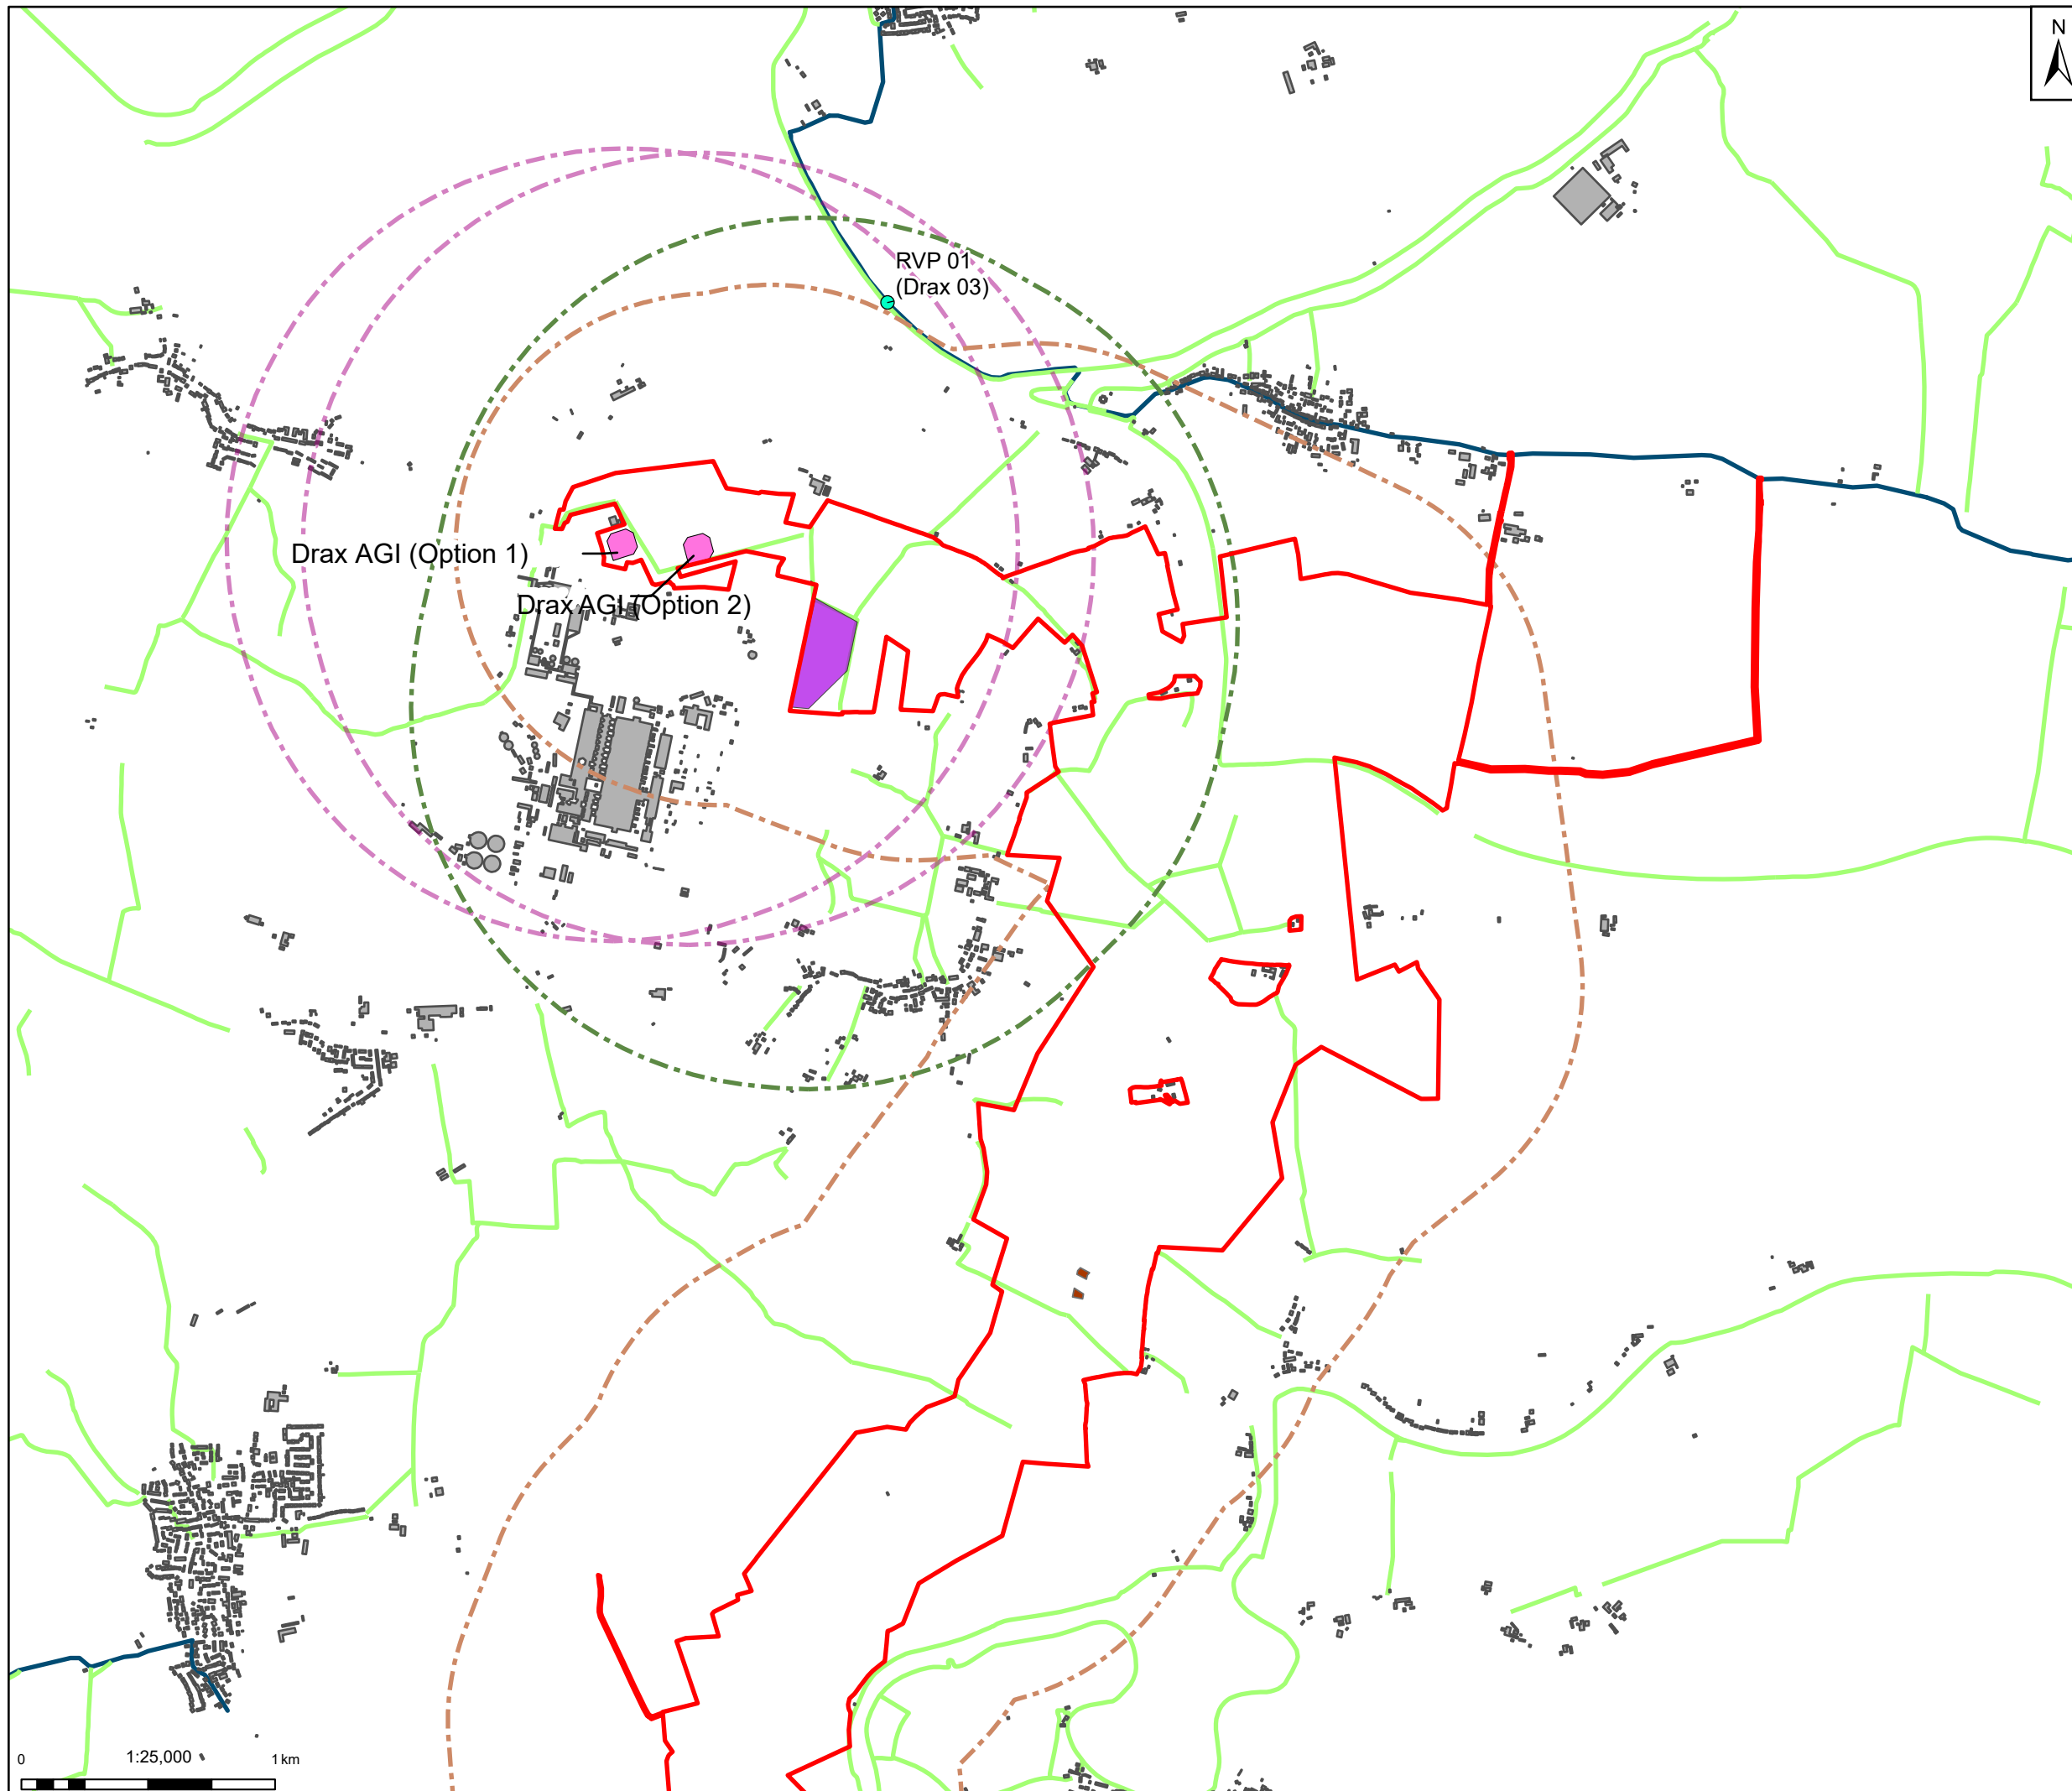 N
RVP 01
(Drax 03)
Drax AGI (Option 1)
Drax AGI (Option 2)
0
1:25,000
1 km